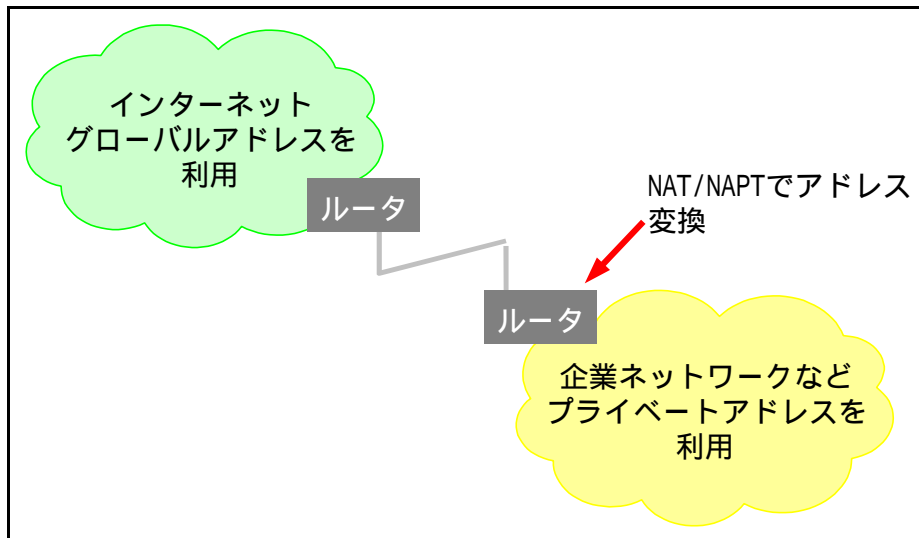 インターネット
グローバルアドレスを
利用
ルータ
NAT/NAPTでアドレス
変換
ルータ
企業ネットワークなど
プライベートアドレスを
利用